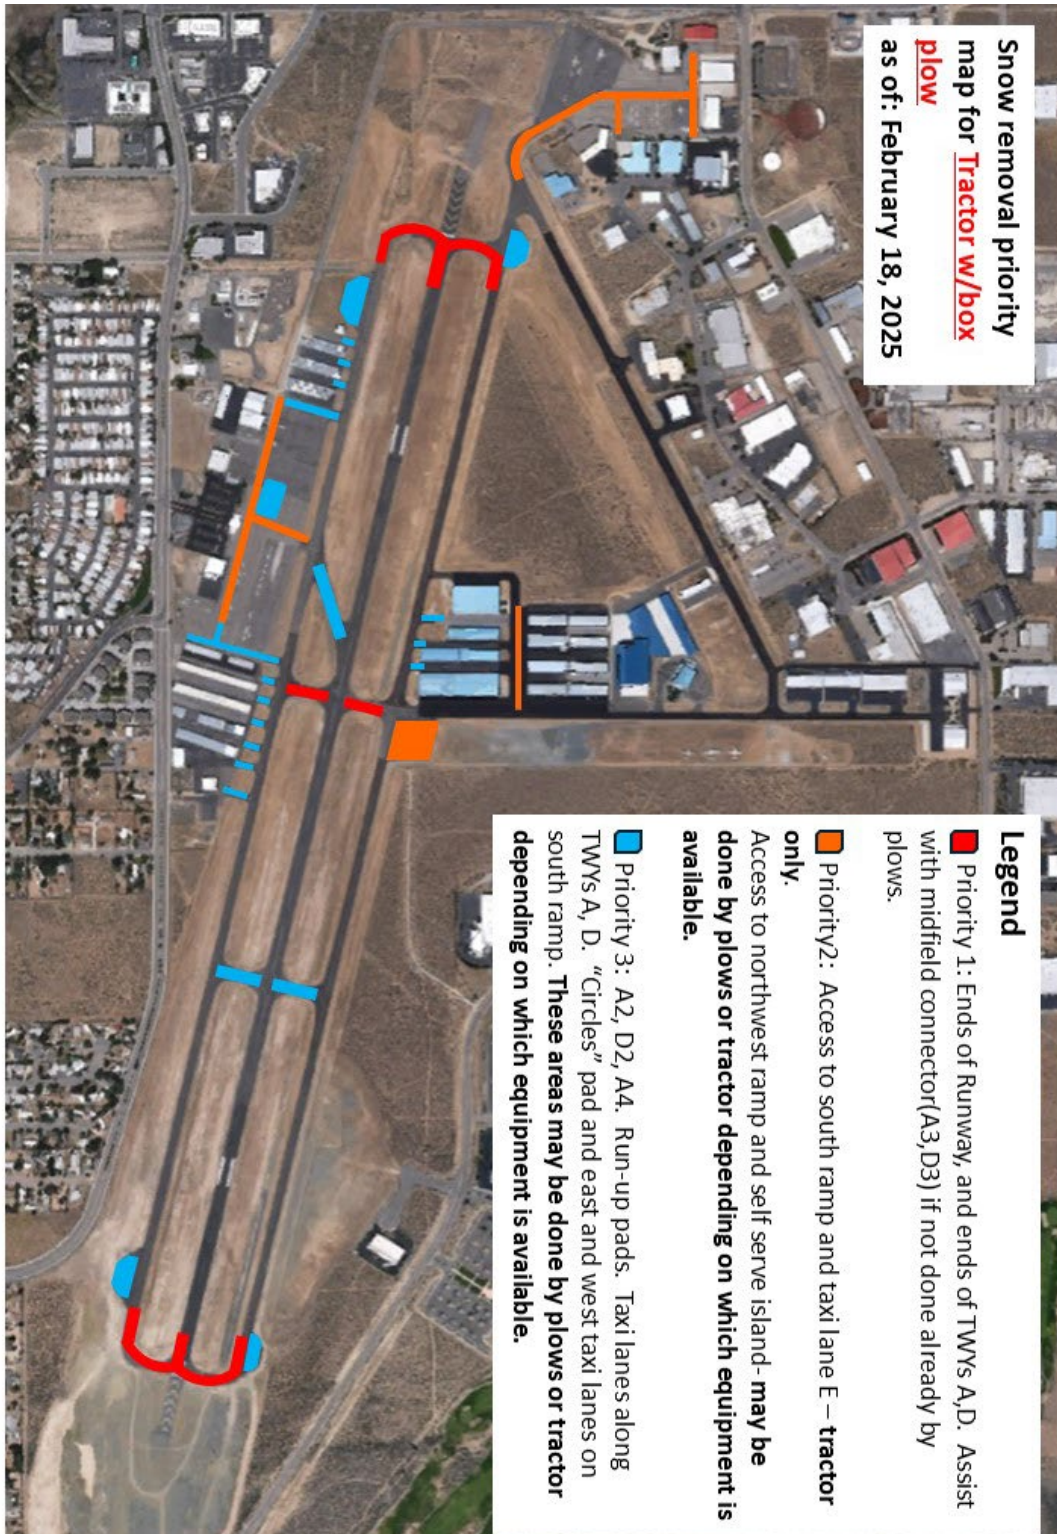 Snow removal priority
map for Tractor w/box
plow
as of: February 18, 2025
Legend
Priority 1: Ends of Runway, and ends of TWYs A,D. Assist
with midfield connector(A3,D3) if not done already by
plows.
Priority2: Access to south ramp and taxi lane E – tractor
only.
Access to northwest ramp and self serve island- may be
done by plows or tractor depending on which equipment is
available.
Priority 3: A2, D2, A4. Run-up pads. Taxi lanes along
TWYs A, D. “Circles” pad and east and west taxi lanes on
south ramp. These areas may be done by plows or tractor
depending on which equipment is available.